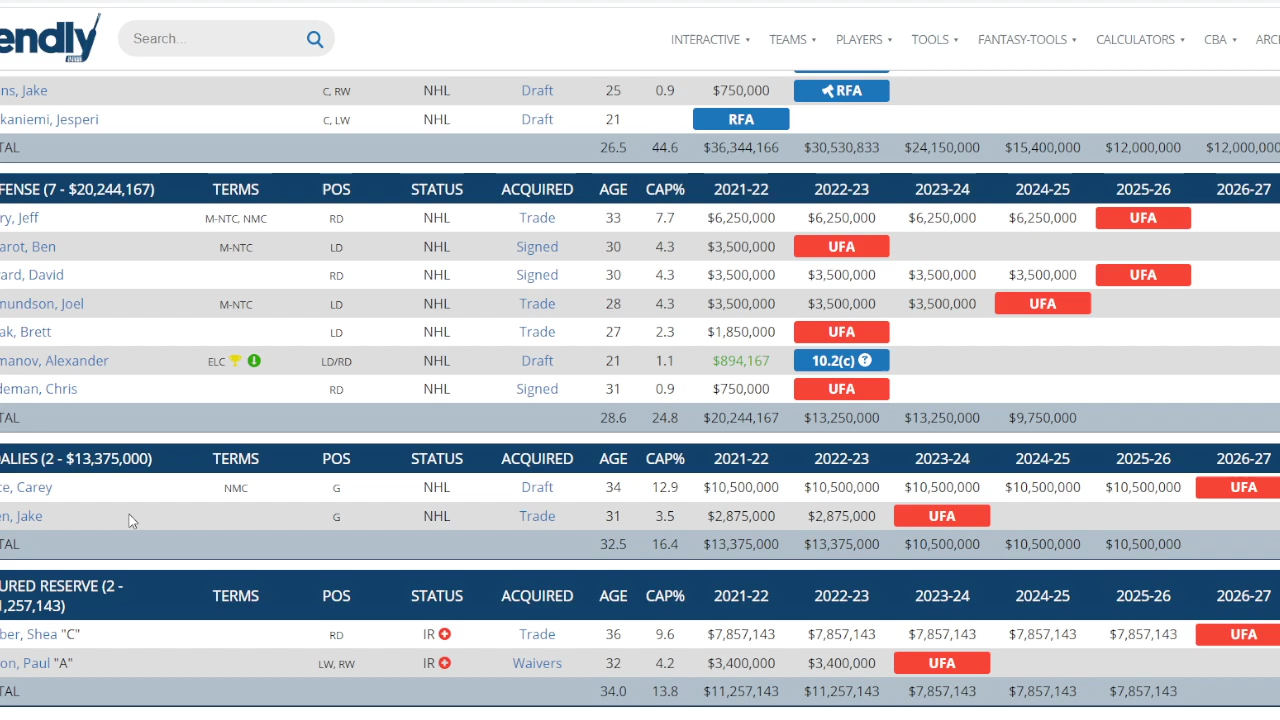 endly
Search...
INTERACTIVE TEAMS PLAYERS TOOLS FANTASY-TOOLS CALCULATORS CBA ARCH
ns, Jake C, RW NHL Draft 25 0.9 $750,000 RFA
kaniemi, Jesperi C, LW NHL Draft 21 RFA
TAL 26.5 44.6 $36,344,166 $30,530,833 $24,150,000 $15,400,000 $12,000,000 $12,000,000
FENSE (7 - $20,244,167) TERMS POS STATUS ACQUIRED AGE CAP% 2021-22 2022-23 2023-24 2024-25 2025-26 2026-27
ry, Jeff M-NTC, NMC RD NHL Trade 33 7.7 $6,250,000 $6,250,000 $6,250,000 $6,250,000 UFA
arot, Ben M-NTC LD NHL Signed 30 4.3 $3,500,000 UFA
ard, David RD NHL Signed 30 4.3 $3,500,000 $3,500,000 $3,500,000 $3,500,000 UFA
mundson, Joel M-NTC LD NHL Trade 28 4.3 $3,500,000 $3,500,000 $3,500,000 UFA
ak, Brett LD NHL Trade 27 2.3 $1,850,000 UFA
manov, Alexander ELC LD/RD NHL Draft 21 1.1 $894,167 10.2(c) ?
deman, Chris RD NHL Signed 31 0.9 $750,000 UFA
TAL 28.6 24.8 $20,244,167 $13,250,000 $13,250,000 $9,750,000
ALIES (2 - $13,375,000) TERMS POS STATUS ACQUIRED AGE CAP% 2021-22 2022-23 2023-24 2024-25 2025-26 2026-27
ce, Carey NMC G NHL Draft 34 12.9 $10,500,000 $10,500,000 $10,500,000 $10,500,000 $10,500,000 UFA
en, Jake G NHL Trade 31 3.5 $2,875,000 $2,875,000 UFA
TAL 32.5 16.4 $13,375,000 $13,375,000 $10,500,000 $10,500,000 $10,500,000
URED RESERVE (2 -
1,257,143) TERMS POS STATUS ACQUIRED AGE CAP% 2021-22 2022-23 2023-24 2024-25 2025-26 2026-27
ber, Shea "C" RD IR Trade 36 9.6 $7,857,143 $7,857,143 $7,857,143 $7,857,143 $7,857,143 UFA
on, Paul "A" LW, RW IR Waivers 32 4.2 $3,400,000 $3,400,000 UFA
TAL 34.0 13.8 $11,257,143 $11,257,143 $7,857,143 $7,857,143 $7,857,143